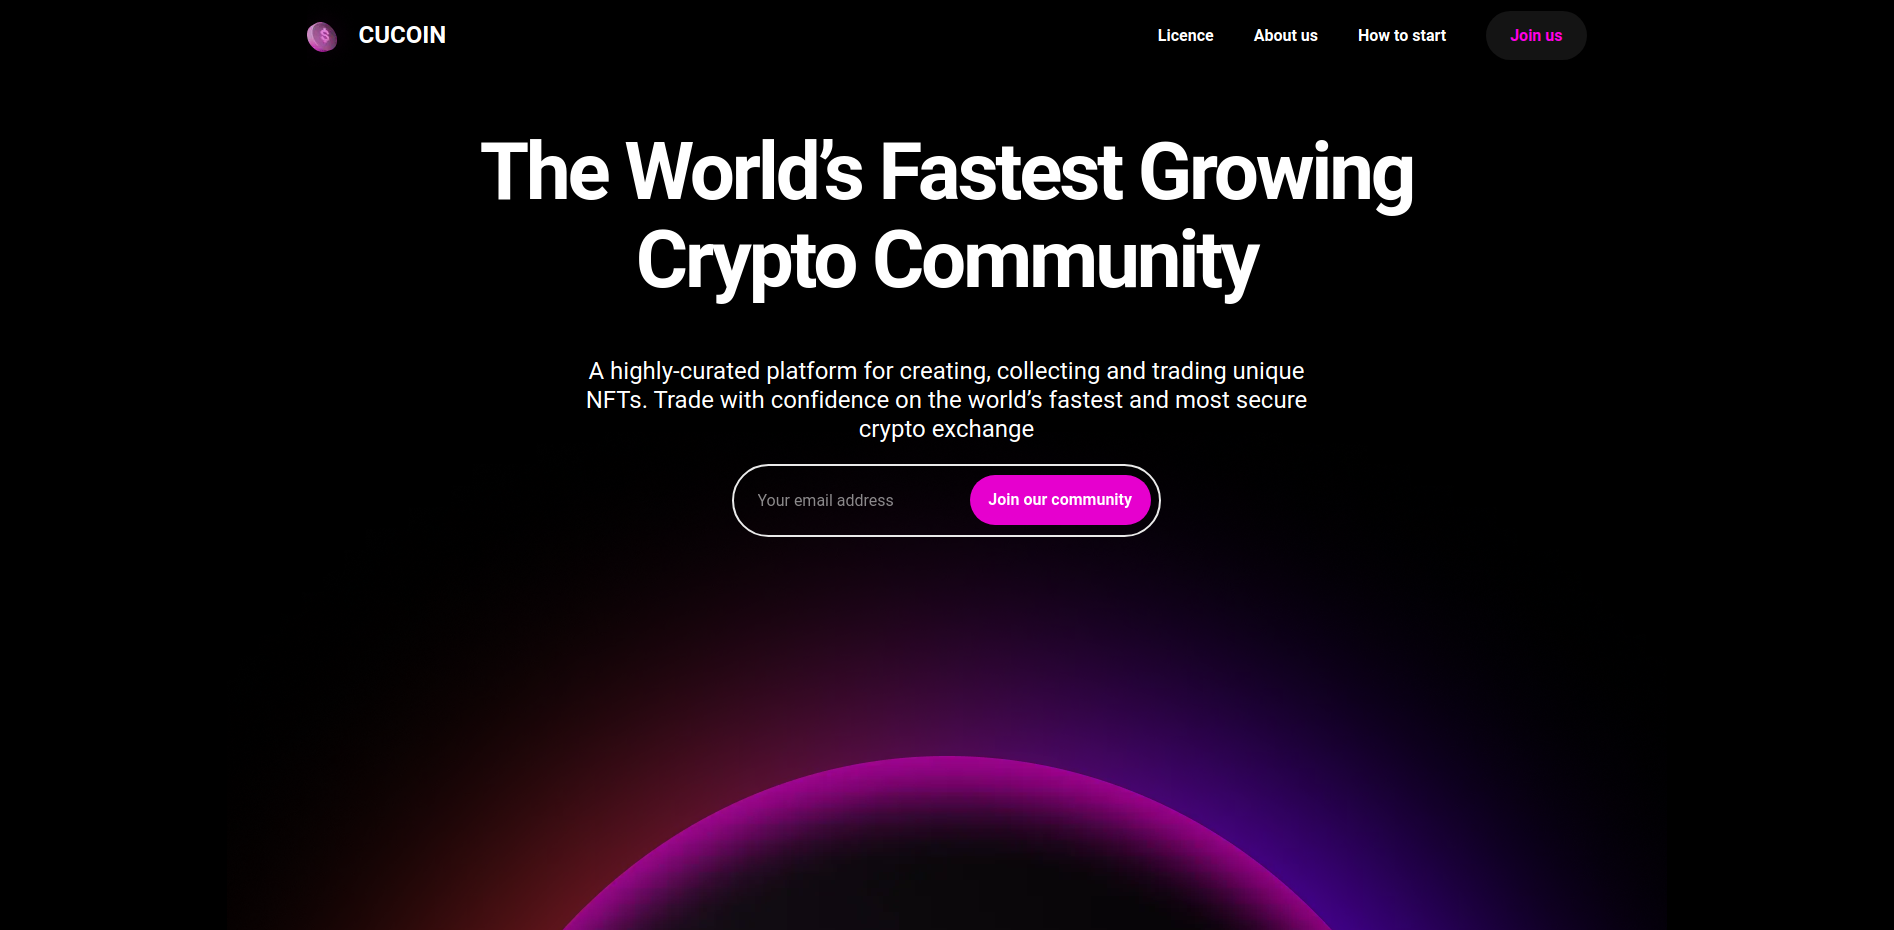 CUCOIN
Licence
About us
How to start
Join us
The World’s Fastest Growing
Crypto Community
A highly-curated platform for creating, collecting and trading unique
NFTs. Trade with confidence on the world’s fastest and most secure
crypto exchange
Your email address
Join our community